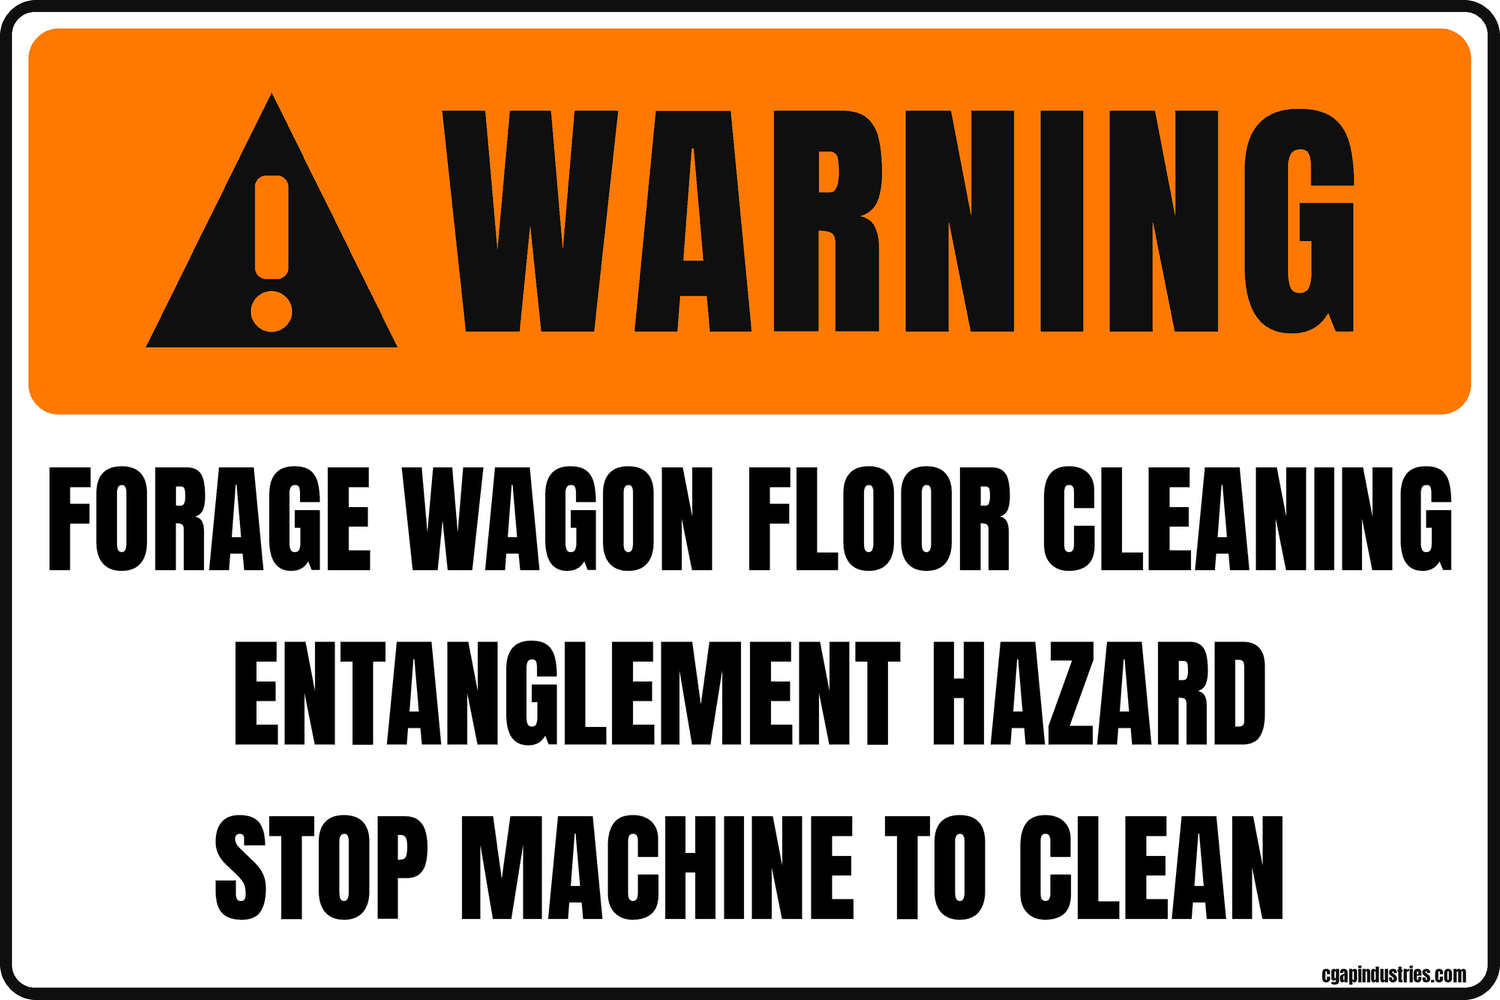 WARNING
FORAGE WAGON FLOOR CLEANING
ENTANGLEMENT HAZARD
STOP MACHINE TO CLEAN
cgapindustries.com